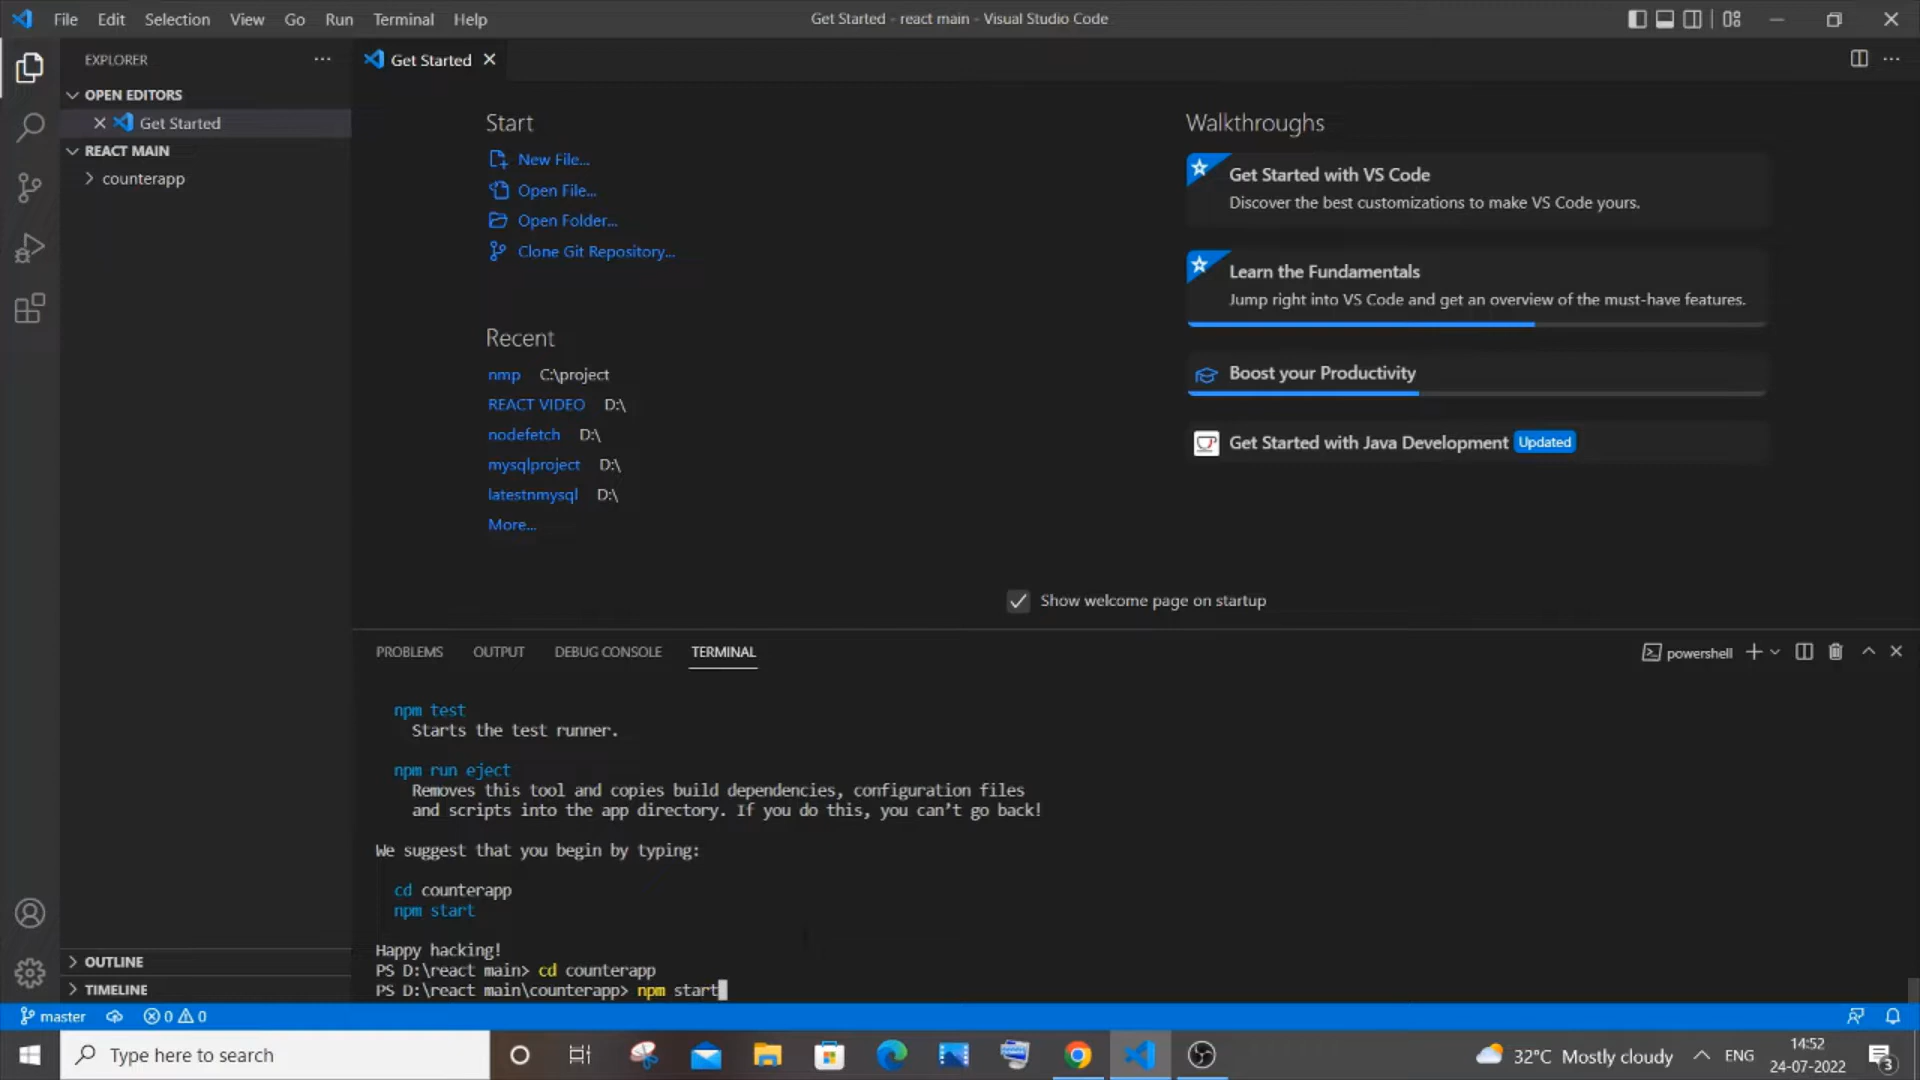 File Edit Selection View Go Run Terminal Help
Get Started - react main - Visual Studio Code
EXPLORER
OPEN EDITORS
Get Started
REACT MAIN
counterapp
OUTLINE
TIMELINE
Get Started
Start
New File...
Open File...
Open Folder...
Clone Git Repository...
Recent
nmp C:\project
REACT VIDEO D:\
nodefetch D:\
mysqlproject D:\
latestnmysql D:\
More...
Walkthroughs
Get Started with VS Code
Discover the best customizations to make VS Code yours.
Learn the Fundamentals
Jump right into VS Code and get an overview of the must-have features.
Boost your Productivity
Get Started with Java Development Updated
Show welcome page on startup
PROBLEMS OUTPUT DEBUG CONSOLE TERMINAL
powershell
npm test
Starts the test runner.
npm run eject
Removes this tool and copies build dependencies, configuration files
and scripts into the app directory. If you do this, you can’t go back!
We suggest that you begin by typing:
cd counterapp
npm start
Happy hacking!
PS D:\react main> cd counterapp
PS D:\react main\counterapp> npm start
master 0 0
Type here to search
32°C Mostly cloudy
ENG
14:52
24-07-2022
3